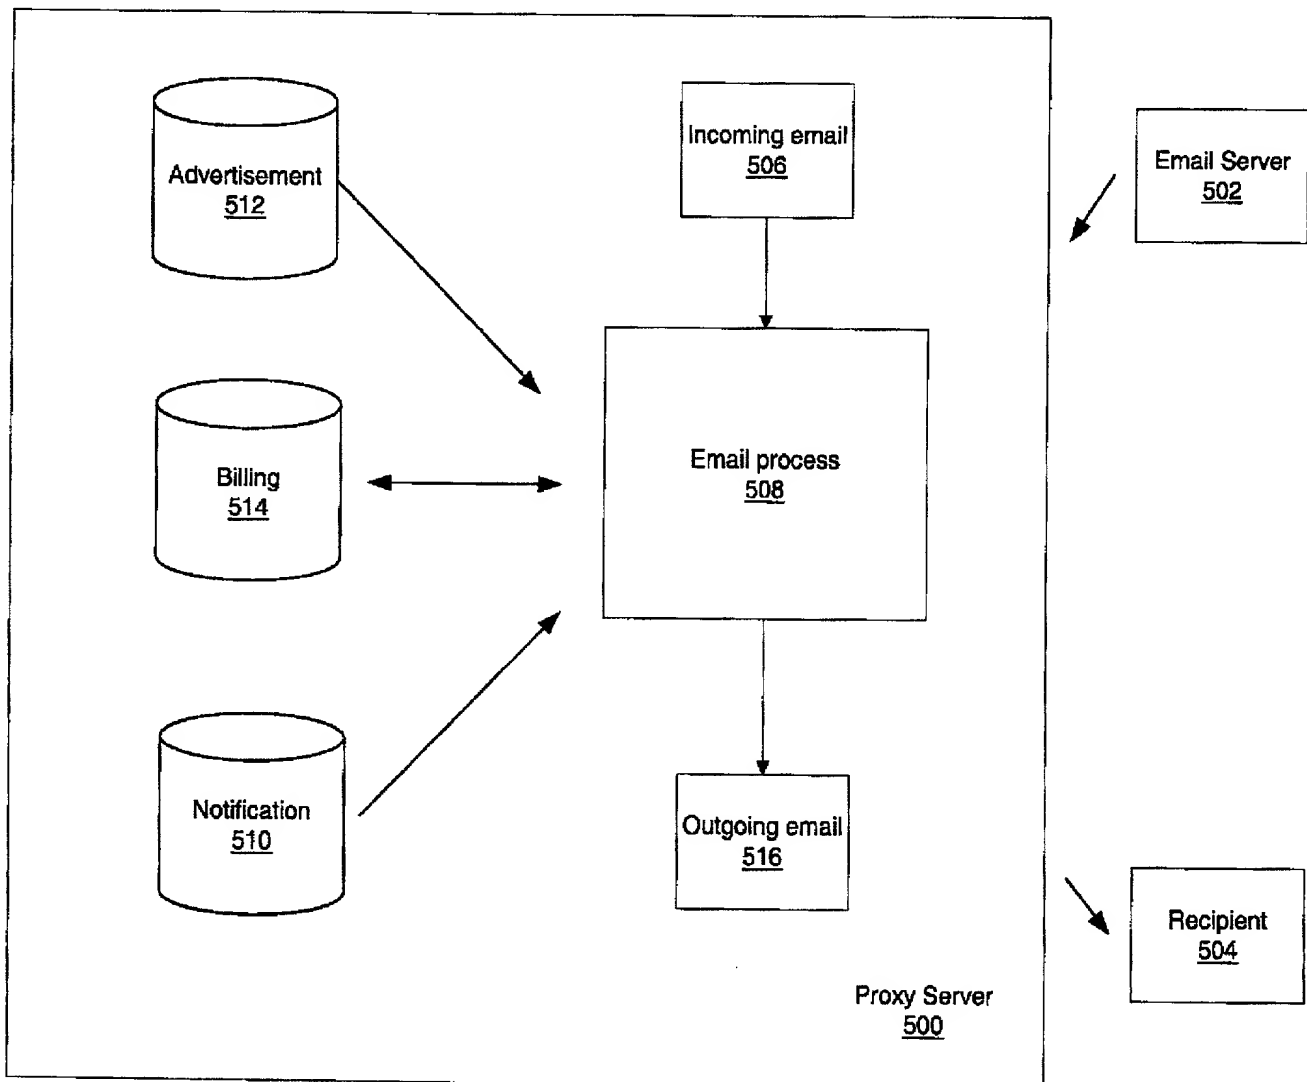 Advertisement
512
Incoming email
506
Email Server
502
Billing
514
Email process
508
Notification
510
Outgoing email
516
Recipient
504
Proxy Server
500